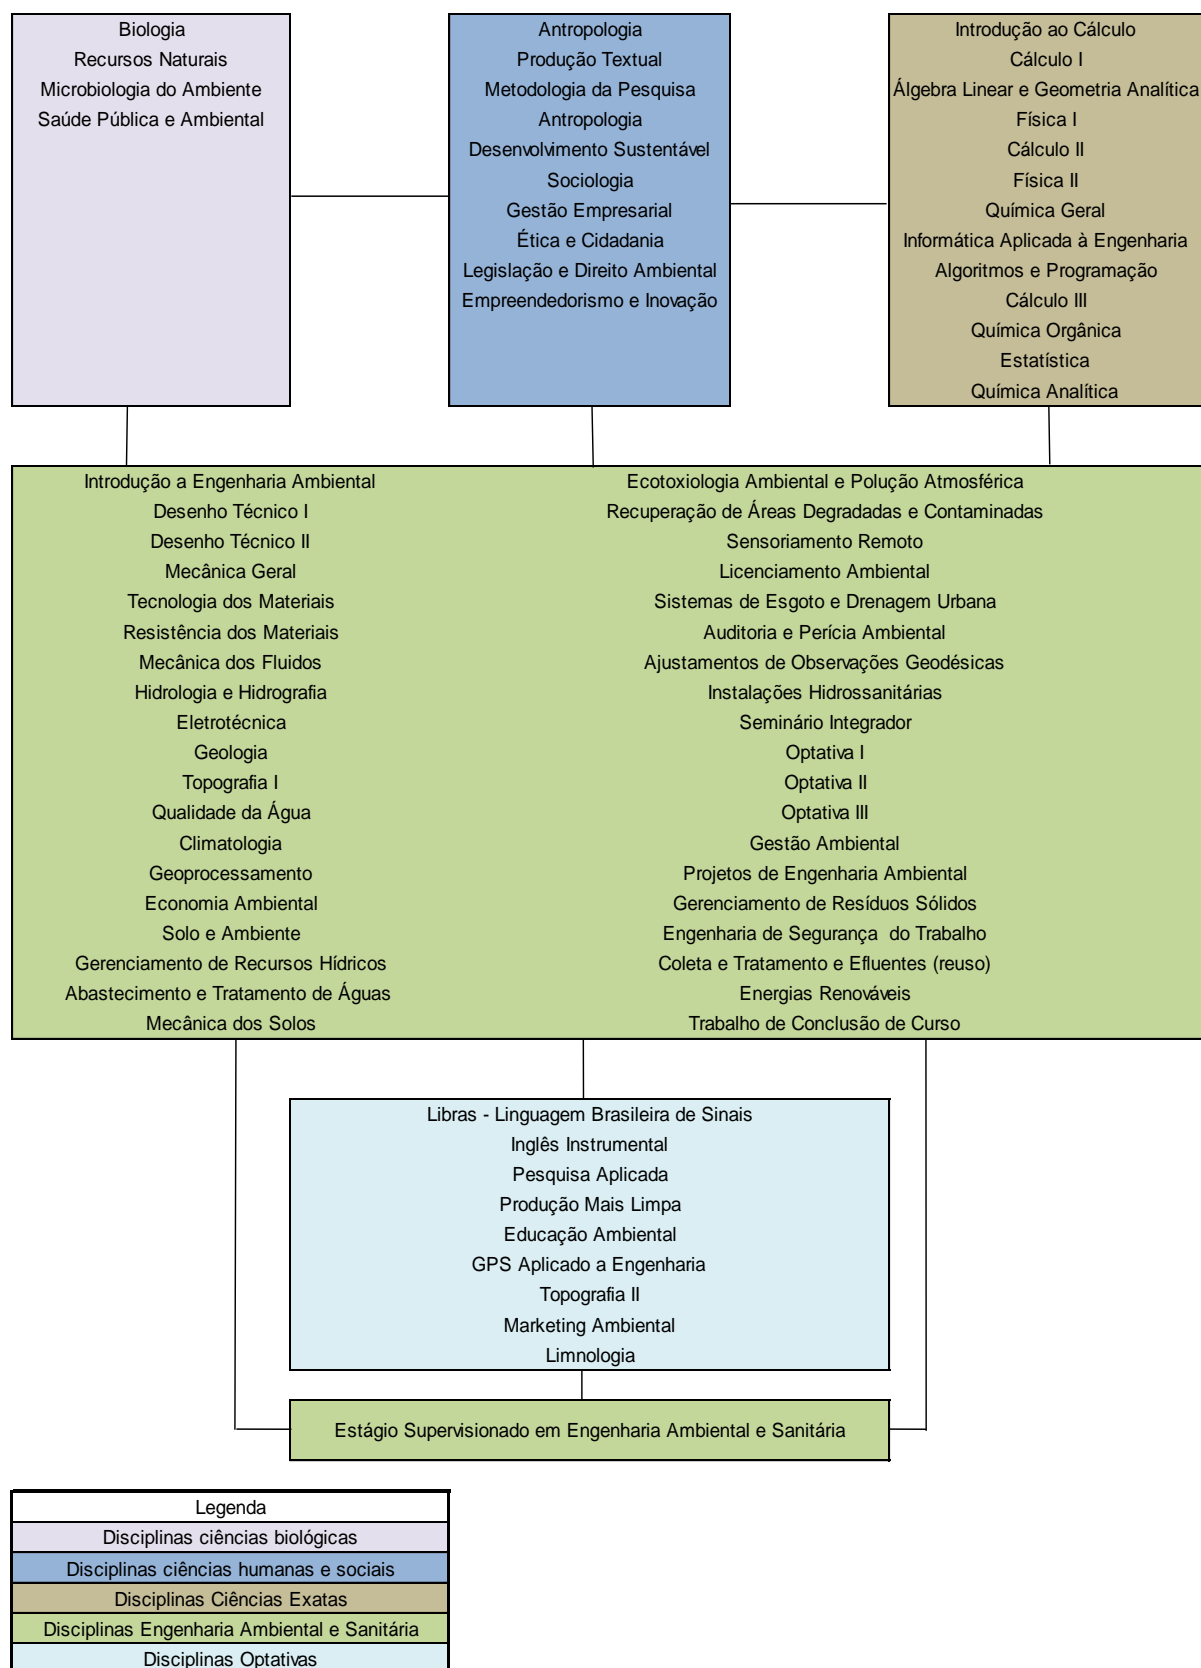 Biologia
Recursos Naturais
Microbiologia do Ambiente
Saúde Pública e Ambiental
Antropologia
Produção Textual
Metodologia da Pesquisa
Antropologia
Desenvolvimento Sustentável
Sociologia
Gestão Empresarial
Ética e Cidadania
Legislação e Direito Ambiental
Empreendedorismo e Inovação
Introdução ao Cálculo
Cálculo I
Álgebra Linear e Geometria Analítica
Física I
Cálculo II
Física II
Química Geral
Informática Aplicada à Engenharia
Algoritmos e Programação
Cálculo III
Química Orgânica
Estatística
Química Analítica
Introdução a Engenharia Ambiental
Desenho Técnico I
Desenho Técnico II
Mecânica Geral
Tecnologia dos Materiais
Resistência dos Materiais
Mecânica dos Fluidos
Hidrologia e Hidrografia
Eletrotécnica
Geologia
Topografia I
Qualidade da Água
Climatologia
Geoprocessamento
Economia Ambiental
Solo e Ambiente
Gerenciamento de Recursos Hídricos
Abastecimento e Tratamento de Águas
Mecânica dos Solos
Ecotoxiologia Ambiental e Polução Atmosférica
Recuperação de Áreas Degradadas e Contaminadas
Sensoriamento Remoto
Licenciamento Ambiental
Sistemas de Esgoto e Drenagem Urbana
Auditoria e Perícia Ambiental
Ajustamentos de Observações Geodésicas
Instalações Hidrossanitárias
Seminário Integrador
Optativa I
Optativa II
Optativa III
Gestão Ambiental
Projetos de Engenharia Ambiental
Gerenciamento de Resíduos Sólidos
Engenharia de Segurança do Trabalho
Coleta e Tratamento e Efluentes (reuso)
Energias Renováveis
Trabalho de Conclusão de Curso
Libras - Linguagem Brasileira de Sinais
Inglês Instrumental
Pesquisa Aplicada
Produção Mais Limpa
Educação Ambiental
GPS Aplicado a Engenharia
Topografia II
Marketing Ambiental
Limnologia
Estágio Supervisionado em Engenharia Ambiental e Sanitária
Legenda
Disciplinas ciências biológicas
Disciplinas ciências humanas e sociais
Disciplinas Ciências Exatas
Disciplinas Engenharia Ambiental e Sanitária
Disciplinas Optativas